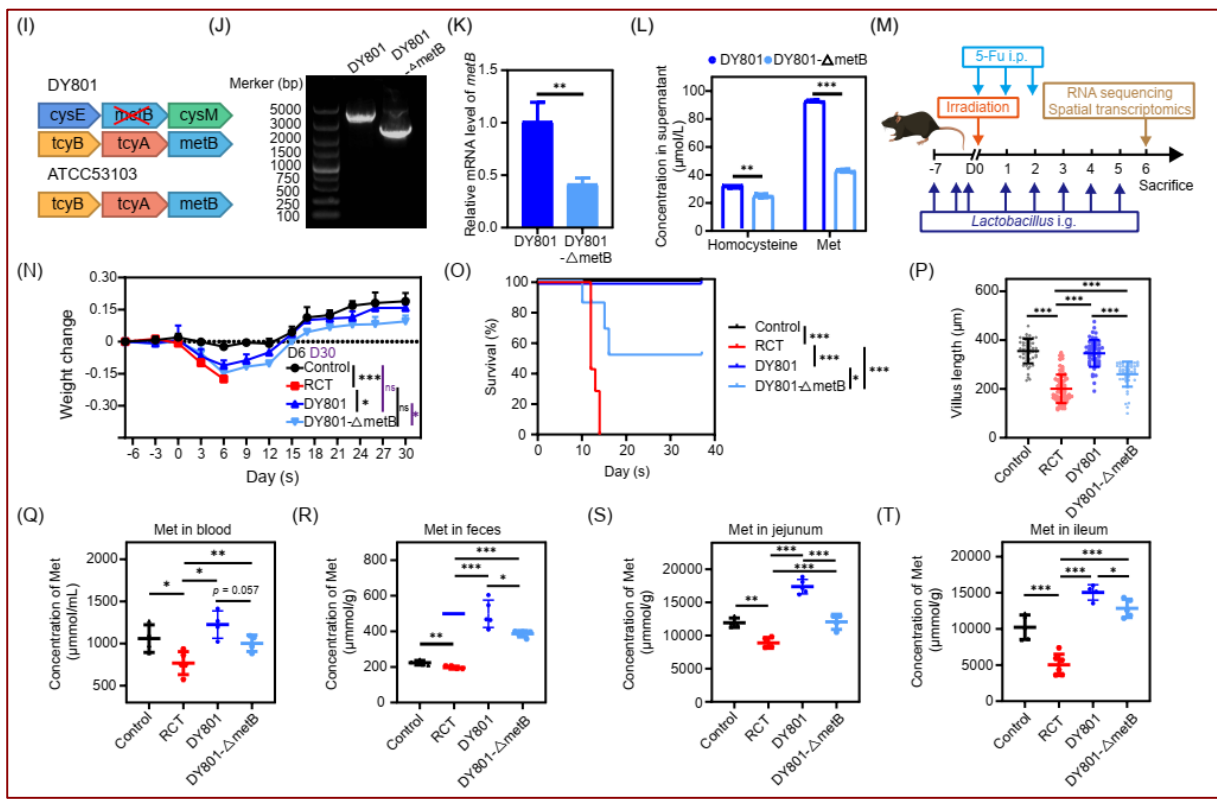 (I)
DY801
cysE metB cysM
tcyB tcyA metB
ATCC53103
tcyB tcyA metB
(J)
DY801
DY801
-△metB
Merker (bp)
5000
3000
2000
1000
750
500
250
100
(K)
Relative mRNA level of metB
1.5
1.0
0.5
0.0
**
DY801
DY801
-△metB
(L)
DY801 DY801-△metB
Concentration in supernatant
(μmol/L)
100
80
60
40
20
0
**
***
Homocysteine Met
(M)
5-Fu i.p.
Irradiation
RNA sequencing
Spatial transcriptomics
-7 D0 1 2 3 4 5 6
Sacrifice
Lactobacillus i.g.
(N)
Weight change
0.30
0.15
0
-0.15
-0.30
D6 D30
Control
RCT
DY801
DY801-△metB
***
*
ns
ns
*
-6 -3 0 3 6 9 12 15 17 20 23 24 27 30
Day (s)
(O)
Survival (%)
100
80
60
40
20
0
0 10 20 30 40
Day (s)
Control
RCT
DY801
DY801-△metB
***
***
*
***
(P)
Villus length (μm)
600
400
200
0
***
***
***
***
Control
RCT
DY801
DY801-△metB
(Q)
Met in blood
Concentration of Met
(μmmol/mL)
2000
1500
1000
500
**
*
*
p = 0.057
Control
RCT
DY801
DY801-△metB
(R)
Met in feces
Concentration of Met
(μmmol/g)
800
600
400
200
0
***
***
*
**
Control
RCT
DY801
DY801-△metB
(S)
Met in jejunum
Concentration of Met
(μmmol/g)
25000
20000
15000
10000
5000
0
***
***
***
**
Control
RCT
DY801
DY801-△metB
(T)
Met in ileum
Concentration of Met
(μmmol/g)
20000
15000
10000
5000
0
***
***
*
***
Control
RCT
DY801
DY801-△metB